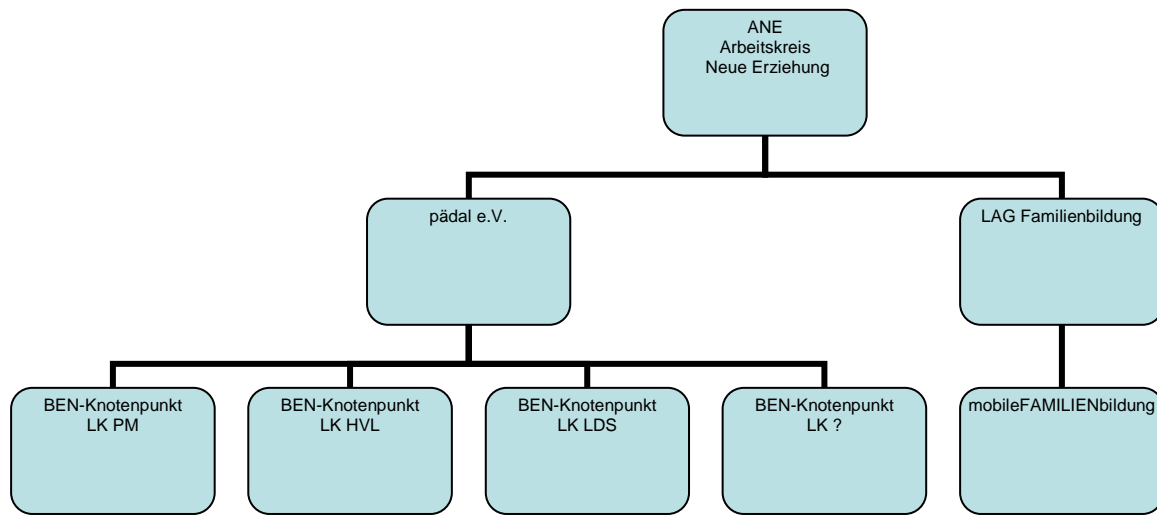 ANE
Arbeitskreis
Neue Erziehung
pädal e.V.
LAG Familienbildung
BEN-Knotenpunkt
LK PM
BEN-Knotenpunkt
LK HVL
BEN-Knotenpunkt
LK LDS
BEN-Knotenpunkt
LK ?
mobileFAMILIENbildung